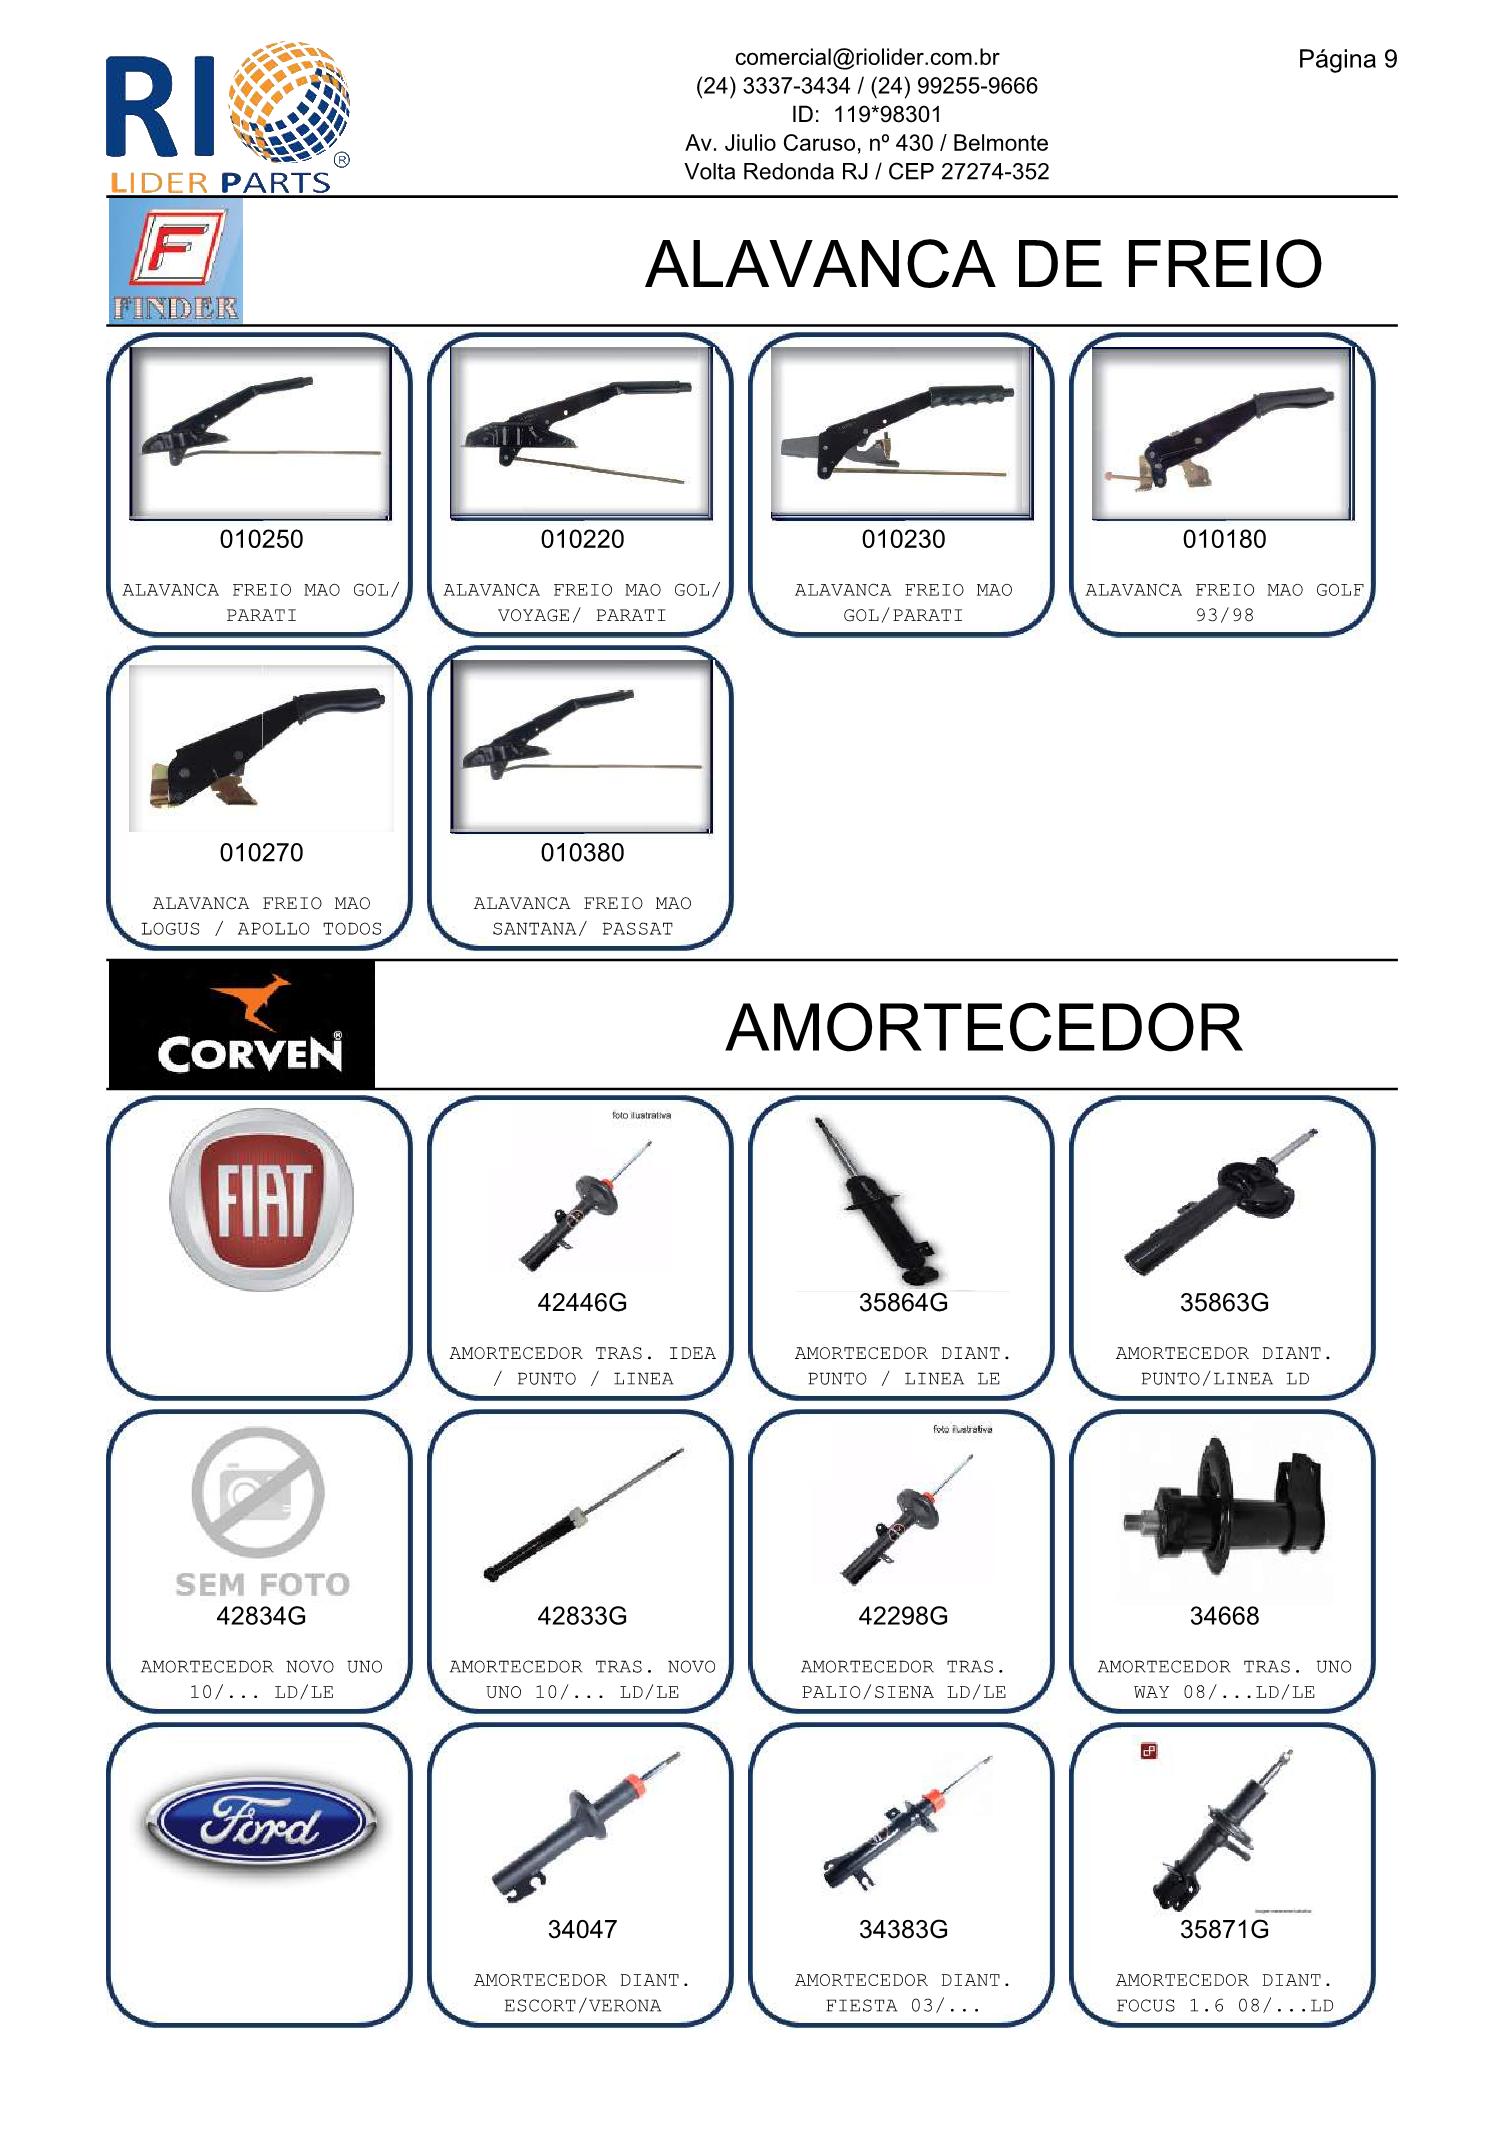 RIO
®
LIDER PARTS
comercial@riolider.com.br
(24) 3337-3434 / (24) 99255-9666
ID: 119*98301
Av. Jiulio Caruso, nº 430 / Belmonte
Volta Redonda RJ / CEP 27274-352
Página 9
F
FINDER
ALAVANCA DE FREIO
010250
ALAVANCA FREIO MAO GOL/
PARATI
010220
ALAVANCA FREIO MAO GOL/
VOYAGE/ PARATI
010230
ALAVANCA FREIO MAO
GOL/PARATI
010180
ALAVANCA FREIO MAO GOLF
93/98
010270
ALAVANCA FREIO MAO
LOGUS / APOLLO TODOS
010380
ALAVANCA FREIO MAO
SANTANA/ PASSAT
CORVEN®
AMORTECEDOR
FIAT
foto ilustrativa
42446G
AMORTECEDOR TRAS. IDEA
/ PUNTO / LINEA
35864G
AMORTECEDOR DIANT.
PUNTO / LINEA LE
35863G
AMORTECEDOR DIANT.
PUNTO/LINEA LD
SEM FOTO
42834G
AMORTECEDOR NOVO UNO
10/... LD/LE
42833G
AMORTECEDOR TRAS. NOVO
UNO 10/... LD/LE
foto ilustrativa
42298G
AMORTECEDOR TRAS.
PALIO/SIENA LD/LE
34668
AMORTECEDOR TRAS. UNO
WAY 08/...LD/LE
Ford
34047
AMORTECEDOR DIANT.
ESCORT/VERONA
34383G
AMORTECEDOR DIANT.
FIESTA 03/...
35871G
AMORTECEDOR DIANT.
FOCUS 1.6 08/...LD